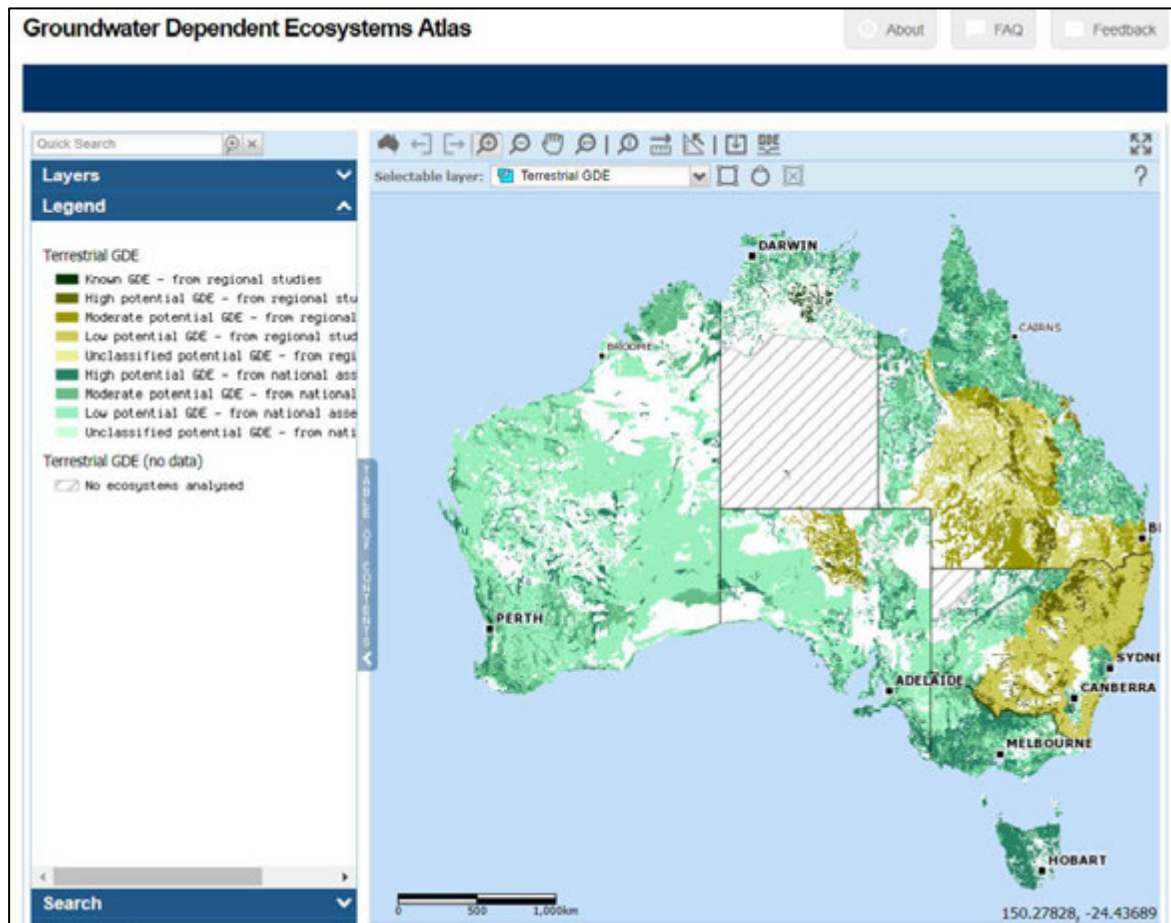 Groundwater Dependent Ecosystems Atlas
About
FAQ
Feedback
Quick Search
Layers
Legend
Terrestrial GDE
Known GDE - from regional studies
High potential GDE - from regional stu
Moderate potential GDE - from regional
Low potential GDE - from regional stud
Unclassified potential GDE - from regi
High potential GDE - from national asse
Moderate potential GDE - from national
Low potential GDE - from national asse
Unclassified potential GDE - from nati
Terrestrial GDE (no data)
No ecosystems analysed
Search
TABLE OF CONTENTS
GDE
Selectable layer: Terrestrial GDE
?
DARWIN
CAIRNS
BROOME
B
PERTH
SYDNE
ADELAIDE
CANBERRA
MELBOURNE
HOBART
0 500 1,000km
150.27828, -24.43689